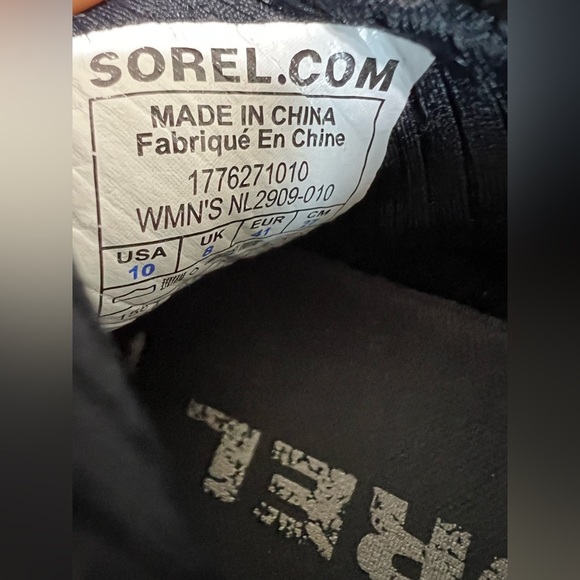 SOREL.COM
MADE IN CHINA
Fabriqué En Chine
1776271010
WMN'S NL2909-010
USA UK EUR CM
10 8 41
REL